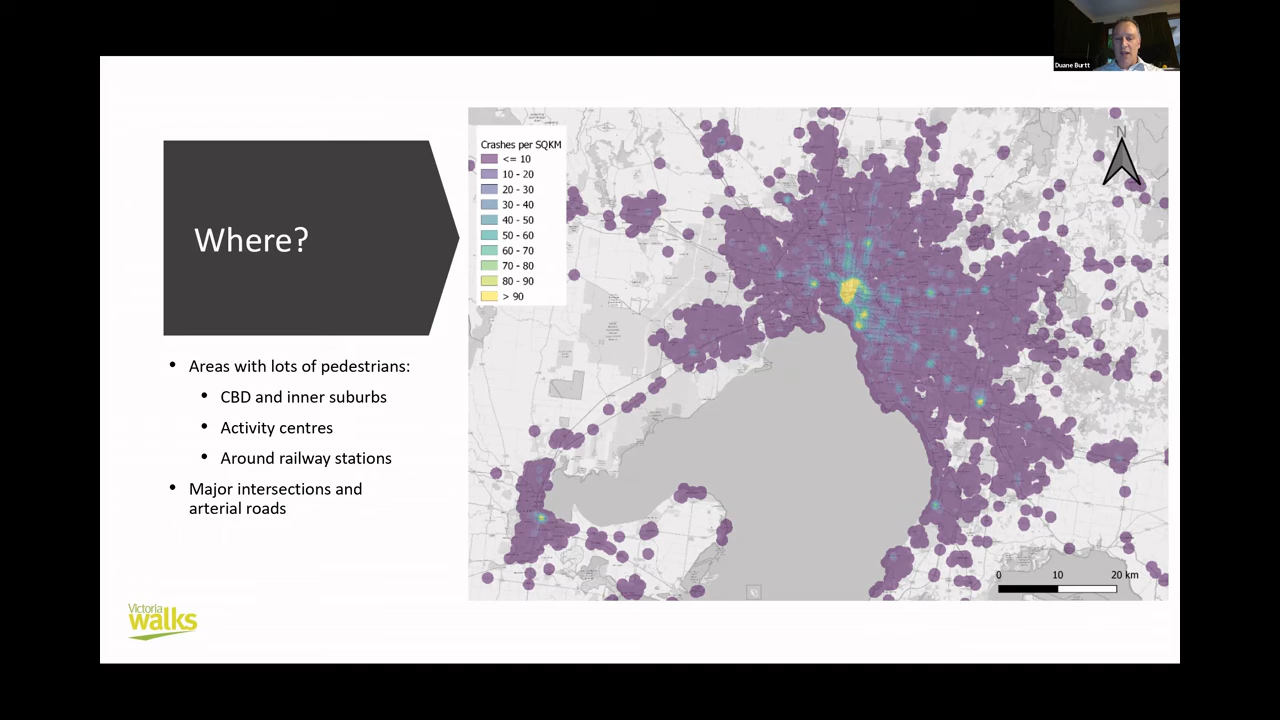 Duane Burtt
Where?
Areas with lots of pedestrians:
CBD and inner suburbs
Activity centres
Around railway stations
Major intersections and
arterial roads
Victoria
walks
Crashes per SQKM
<= 10
10 - 20
20 - 30
30 - 40
40 - 50
50 - 60
60 - 70
70 - 80
80 - 90
> 90
N
0 10 20 km